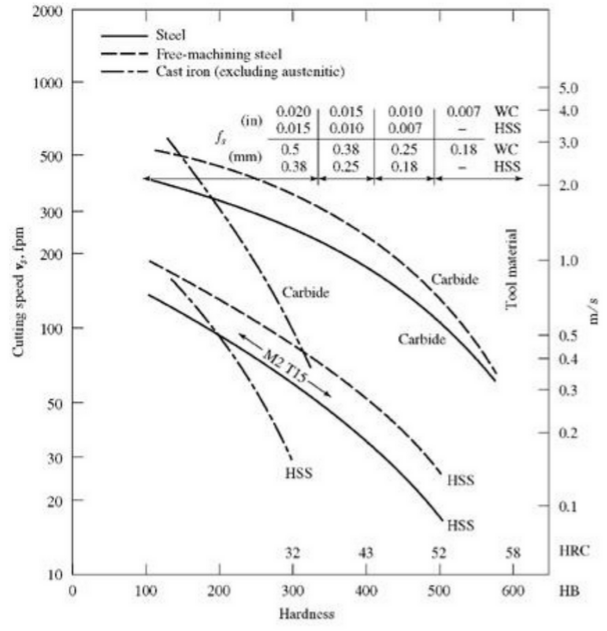 2000
1000
500
300
200
100
50
30
20
10
Cutting speed vs, fpm
Steel
Free-machining steel
Cast iron (excluding austenitic)
fs
(in)
0.020 0.015 0.010 0.007 WC
0.015 0.010 0.007 – HSS
(mm)
0.5 0.38 0.25 0.18 WC
0.38 0.25 0.18 – HSS
Carbide
Carbide
Carbide
M2 T15
HSS
HSS
HSS
Tool material
5.0
4.0
3.0
2.0
1.0
0.5
0.4
0.3
0.2
0.1
m/s
32 43 52 58 HRC
0 100 200 300 400 500 600 HB
Hardness